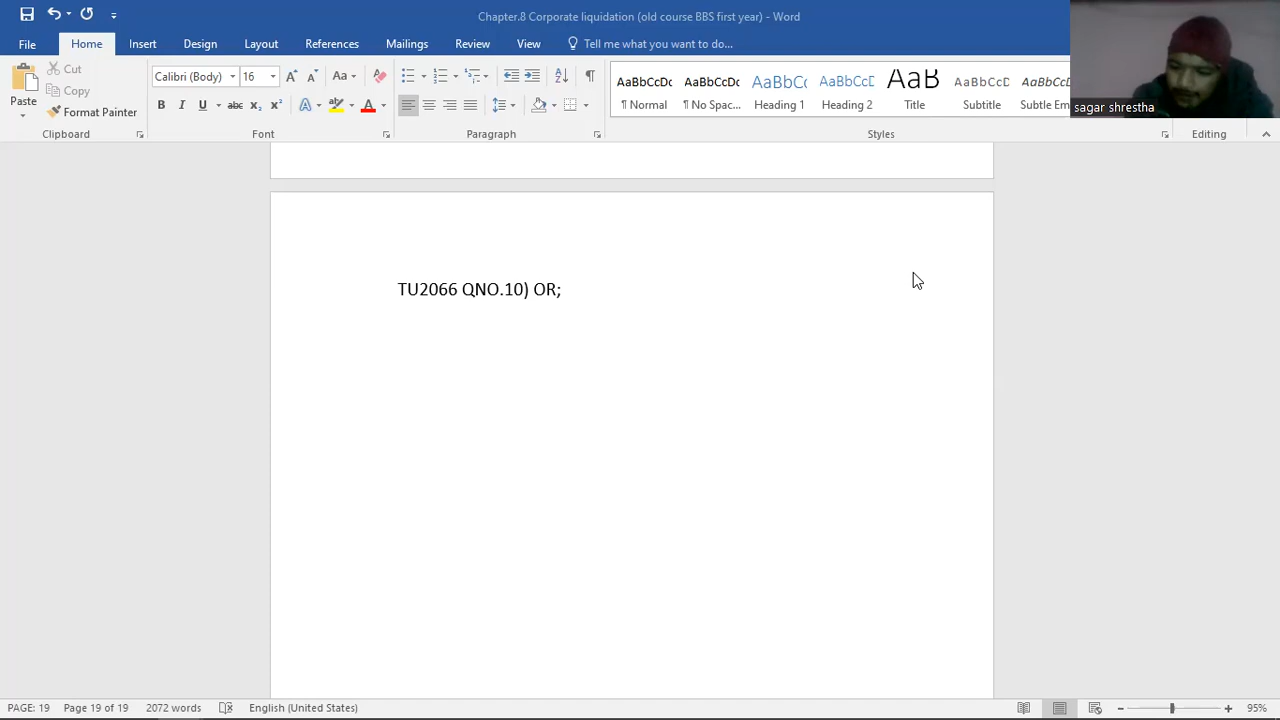 Chapter.8 Corporate liquidation (old course BBS first year) - Word
File Home Insert Design Layout References Mailings Review View Tell me what you want to do...
sagar shrestha
Paste
Cut
Copy
Format Painter
Clipboard
Calibri (Body) 16
Font
Paragraph
AaBbCcDc AaBbCcDc AaBbC( AaBbCcD AaB AaBbCcD AaBbCcDc
¶ Normal ¶ No Spac... Heading 1 Heading 2 Title Subtitle Subtle Em
Styles
Editing
TU2066 QNO.10) OR;
PAGE: 19 Page 19 of 19 2072 words English (United States) 95%